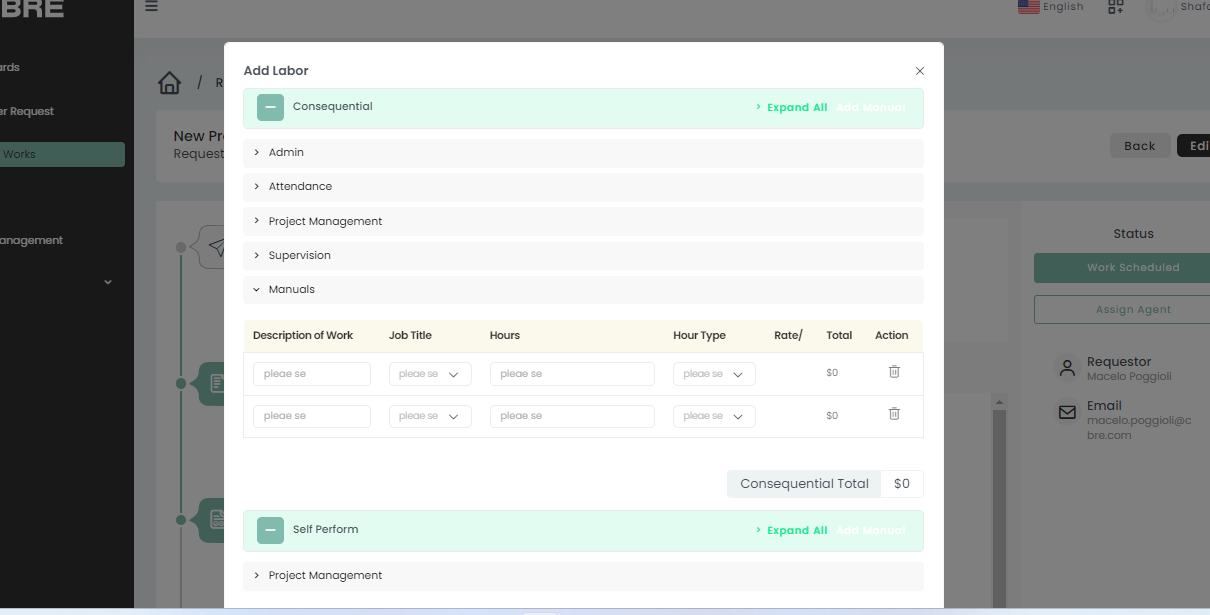 BRE
English
Shafo
ards
/ R
er Request
New Pr
Request
Back
Edi
Works
anagement
Add Labor
Consequential
Expand All
Add Manual
Admin
Attendance
Project Management
Supervision
Manuals
Description of Work Job Title Hours Hour Type Rate/ Total Action
pleae se pleae se pleae se pleae se $0
pleae se pleae se pleae se pleae se $0
Consequential Total $0
Self Perform
Expand All
Add Manual
Project Management
Status
Work Scheduled
Assign Agent
Requestor
Macelo Poggioli
Email
macelo.poggioli@c
bre.com